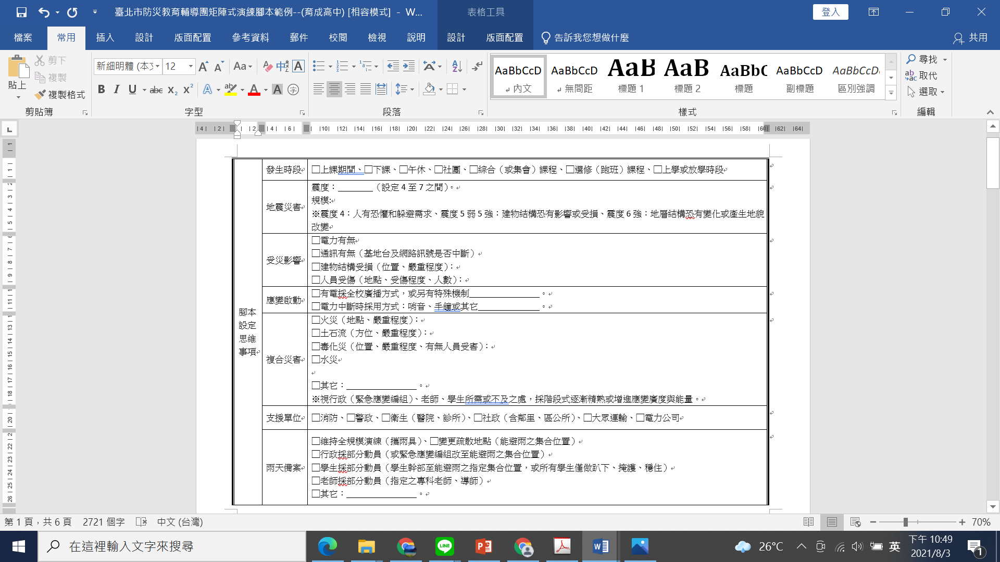 臺北市防災教育輔導團矩陣式演練腳本範例--(育成高中) [相容模式] - W...
表格工具
登入
檔案 常用 插入 設計 版面配置 參考資料 郵件 校閱 檢視 說明 設計 版面配置 告訴我您想做什麼 共用
貼上
剪下
複製
複製格式
新細明體 (本文 12
AaBbCcD AaBbCcD AaB AaB AaBbC AaBbCcD AaBbCcDc
內文 無間距 標題 1 標題 2 標題 副標題 區別強調
尋找
取代
選取
剪貼簿 字型 段落 樣式 編輯
發生時段 □上課期間、□下課、□午休、□社團、□綜合（或集會）課程、□選修（跑班）課程、□上學或放學時段
地震災害
震度：________（設定 4 至 7 之間）。
規模:
※震度 4：人有恐懼和躲避需求、震度 5 弱 5 強：建物結構恐有影響或受損、震度 6 強：地層結構恐有變化或產生地貌
改變
受災影響
□電力有無
□通訊有無（基地台及網路訊號是否中斷）
□建物結構受損（位置、嚴重程度）：
□人員受傷（地點、受傷程度、人數）：
應變啟動
□有電採全校廣播方式，或另有特殊機制________________。
□電力中斷時採用方式：哨音、手鐘或其它______________。
腳本
設定
思維
事項
複合災害
□火災（地點、嚴重程度）：
□土石流（方位、嚴重程度）：
□毒化災（位置、嚴重程度、有無人員受害）：
□水災
□其它：________________。
※視行政（緊急應變編組）、老師、學生所需或不及之處，採階段式逐漸精熟或增進應變廣度與能量。
支援單位 □消防、□警政、□衛生（醫院、診所）、□社政（含鄰里、區公所）、□大眾運輸、□電力公司
雨天備案
□維持全規模演練（攜雨具）、□變更疏散地點（能避雨之集合位置）
□行政採部分動員（或緊急應變編組改至能避雨之集合位置）
□學生採部分動員（學生幹部至能避雨之指定集合位置，或所有學生僅做趴下、掩護、穩住）
□老師採部分動員（指定之專科老師、導師）
□其它：________________。
第 1 頁，共 6 頁 2721 個字 中文 (台灣) 70%
在這裡輸入文字來搜尋
26°C 英
下午 10:49
2021/8/3
1